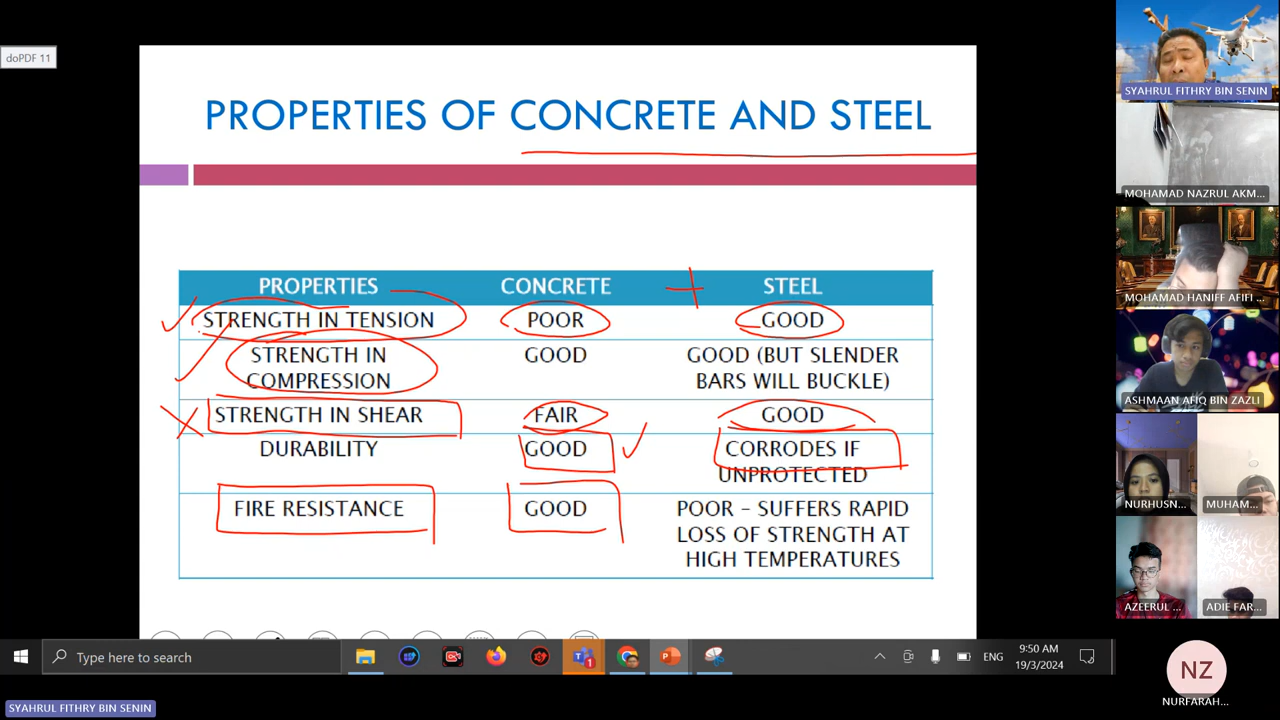 doPDF 11
PROPERTIES OF CONCRETE AND STEEL
PROPERTIES CONCRETE STEEL
STRENGTH IN TENSION POOR GOOD
STRENGTH IN COMPRESSION GOOD GOOD (BUT SLENDER BARS WILL BUCKLE)
STRENGTH IN SHEAR FAIR GOOD
DURABILITY GOOD CORRODES IF UNPROTECTED
FIRE RESISTANCE GOOD POOR – SUFFERS RAPID LOSS OF STRENGTH AT HIGH TEMPERATURES
SYAHRUL FITHRY BIN SENIN
MOHAMAD NAZRUL AKM...
MOHAMAD HANIFF AFIFI
ASHMAAN AFIQ BIN ZAZLI
NURHUSN...
MUHAM...
AZEERUL ...
ADIE FAR...
NZ
NURFARAH...
Type here to search
1
ENG
9:50 AM
19/3/2024
SYAHRUL FITHRY BIN SENIN